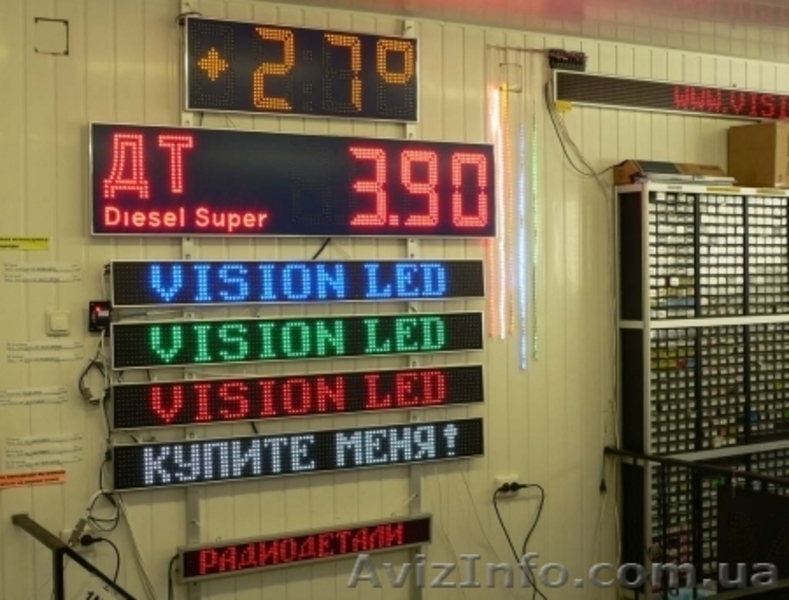 +27°
ДТ 3.90
Diesel Super
VISION LED
VISION LED
VISION LED
КУПИТЕ МЕНЯ!
РАДИОДЕТАЛИ
WWW.VISI
AvizInfo.com.ua